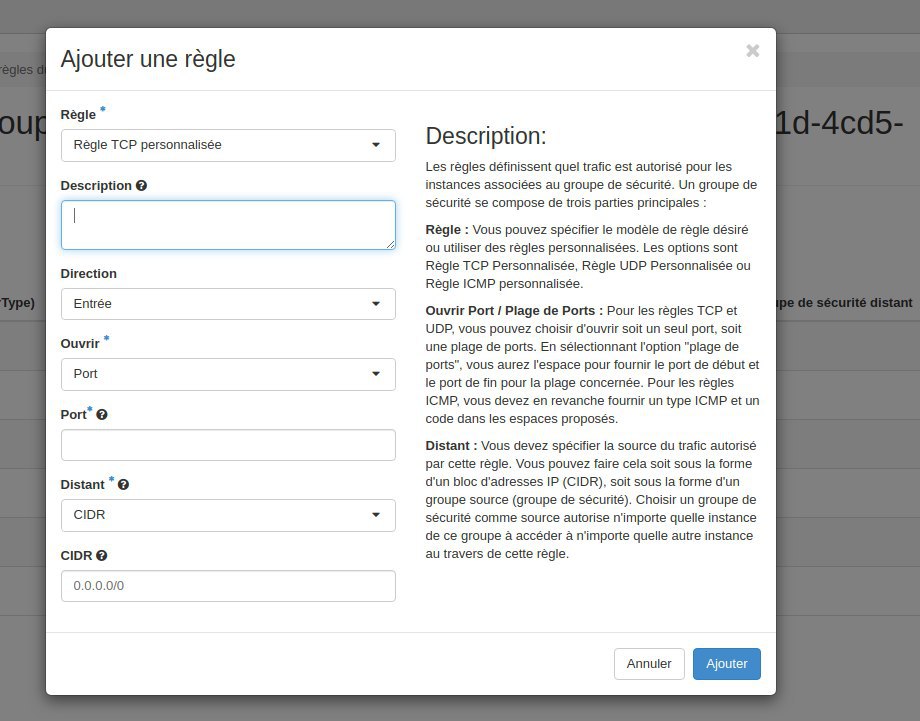 Ajouter une règle
règles d
oup
1d-4cd5-
Règle *
Règle TCP personnalisée
Description
Direction
Entrée
Ouvrir *
Port
Port*
Distant *
CIDR
CIDR
0.0.0.0/0
Description:
Les règles définissent quel trafic est autorisé pour les
instances associées au groupe de sécurité. Un groupe de
sécurité se compose de trois parties principales :
Règle : Vous pouvez spécifier le modèle de règle désiré
ou utiliser des règles personnalisées. Les options sont
Règle TCP Personnalisée, Règle UDP Personnalisée ou
Règle ICMP personnalisée.
Ouvrir Port / Plage de Ports : Pour les règles TCP et
UDP, vous pouvez choisir d'ouvrir soit un seul port, soit
une plage de ports. En sélectionnant l'option "plage de
ports", vous aurez l'espace pour fournir le port de début et
le port de fin pour la plage concernée. Pour les règles
ICMP, vous devez en revanche fournir un type ICMP et un
code dans les espaces proposés.
Distant : Vous devez spécifier la source du trafic autorisé
par cette règle. Vous pouvez faire cela soit sous la forme
d'un bloc d'adresses IP (CIDR), soit sous la forme d'un
groupe source (groupe de sécurité). Choisir un groupe de
sécurité comme source autorise n'importe quelle instance
de ce groupe à accéder à n'importe quelle autre instance
au travers de cette règle.
Type)
upe de sécurité distant
Annuler
Ajouter